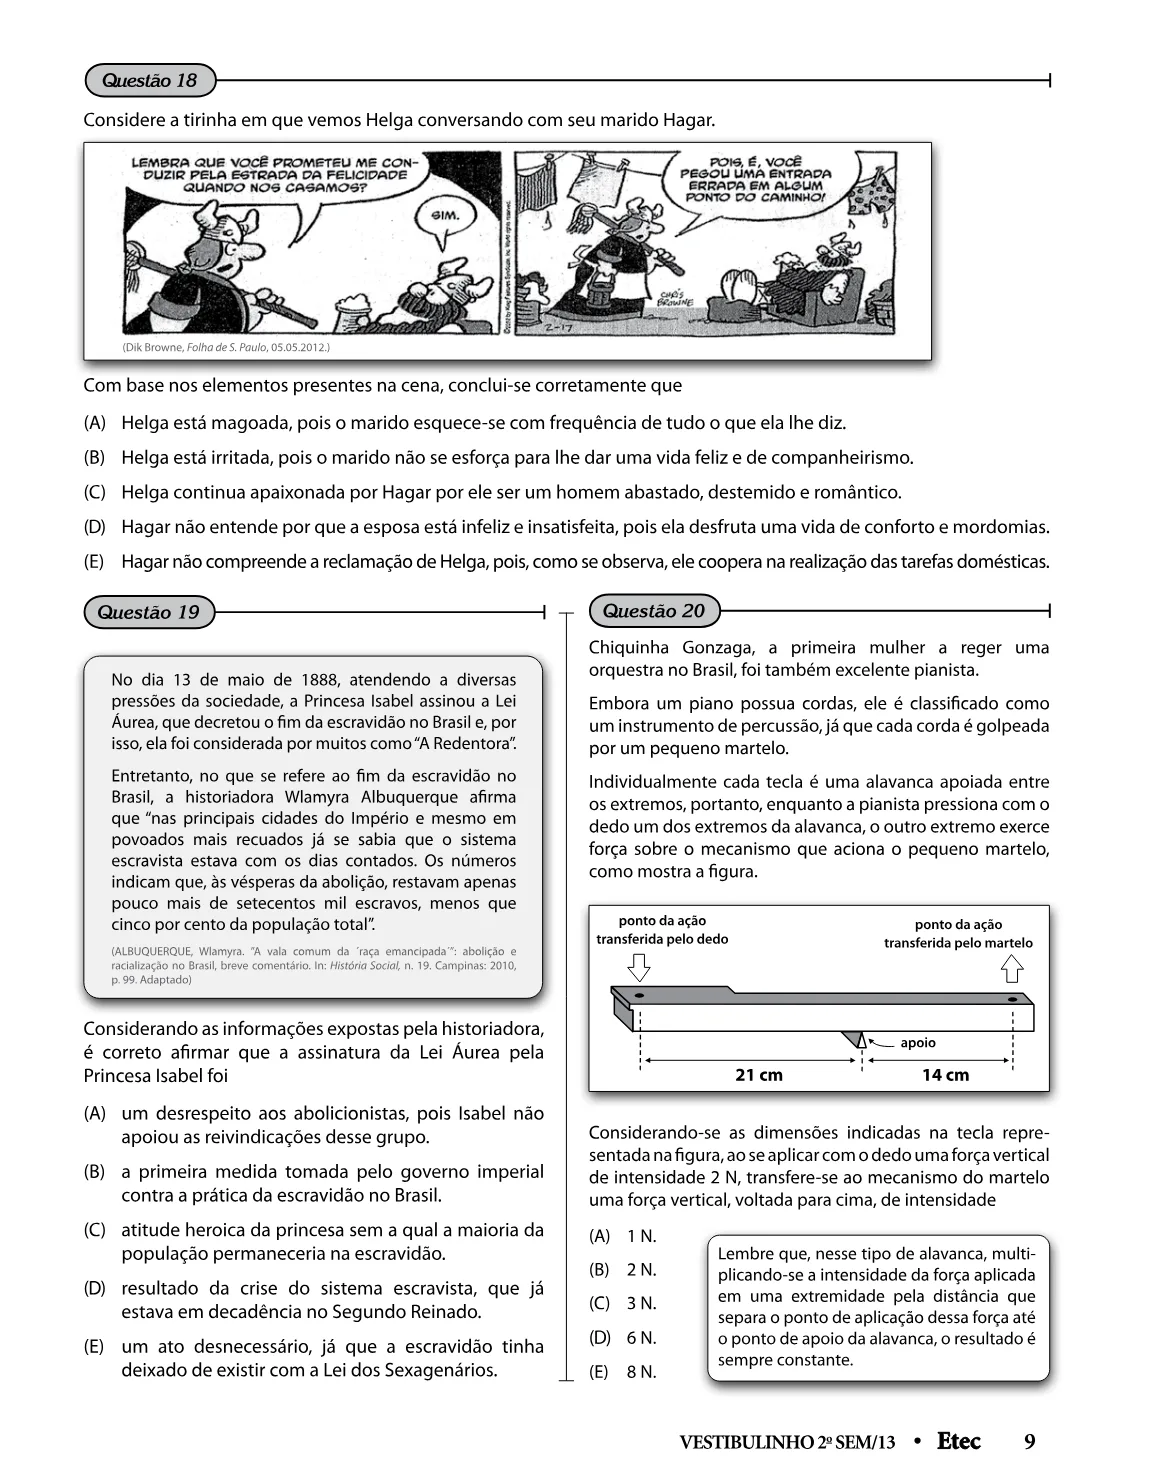 Questão 18
Considere a tirinha em que vemos Helga conversando com seu marido Hagar.
LEMBRA QUE VOCÊ PROMETEU ME CON-
DUZIR PELA ESTRADA DA FELICIDADE
QUANDO NOS CASAMOS?
SIM.
POIS, É, VOCÊ
PEGOU UMA ENTRADA
ERRADA EM ALGUM
PONTO DO CAMINHO!
CHRIS
BROWNE
2-17
(Dik Browne, Folha de S. Paulo, 05.05.2012.)
Com base nos elementos presentes na cena, conclui-se corretamente que
(A) Helga está magoada, pois o marido esquece-se com frequência de tudo o que ela lhe diz.
(B) Helga está irritada, pois o marido não se esforça para lhe dar uma vida feliz e de companheirismo.
(C) Helga continua apaixonada por Hagar por ele ser um homem abastado, destemido e romântico.
(D) Hagar não entende por que a esposa está infeliz e insatisfeita, pois ela desfruta uma vida de conforto e mordomias.
(E) Hagar não compreende a reclamação de Helga, pois, como se observa, ele coopera na realização das tarefas domésticas.
Questão 19
No dia 13 de maio de 1888, atendendo a diversas
pressões da sociedade, a Princesa Isabel assinou a Lei
Áurea, que decretou o fim da escravidão no Brasil e, por
isso, ela foi considerada por muitos como “A Redentora”.
Entretanto, no que se refere ao fim da escravidão no
Brasil, a historiadora Wlamyra Albuquerque afirma
que “nas principais cidades do Império e mesmo em
povoados mais recuados já se sabia que o sistema
escravista estava com os dias contados. Os números
indicam que, às vésperas da abolição, restavam apenas
pouco mais de setecentos mil escravos, menos que
cinco por cento da população total”.
(ALBUQUERQUE, Wlamyra. “A vala comum da ´raça emancipada´”: abolição e
racialização no Brasil, breve comentário. In: História Social, n. 19. Campinas: 2010,
p. 99. Adaptado)
Considerando as informações expostas pela historiadora,
é correto afirmar que a assinatura da Lei Áurea pela
Princesa Isabel foi
(A) um desrespeito aos abolicionistas, pois Isabel não
apoiou as reivindicações desse grupo.
(B) a primeira medida tomada pelo governo imperial
contra a prática da escravidão no Brasil.
(C) atitude heroica da princesa sem a qual a maioria da
população permaneceria na escravidão.
(D) resultado da crise do sistema escravista, que já
estava em decadência no Segundo Reinado.
(E) um ato desnecessário, já que a escravidão tinha
deixado de existir com a Lei dos Sexagenários.
Questão 20
Chiquinha Gonzaga, a primeira mulher a reger uma
orquestra no Brasil, foi também excelente pianista.
Embora um piano possua cordas, ele é classificado como
um instrumento de percussão, já que cada corda é golpeada
por um pequeno martelo.
Individualmente cada tecla é uma alavanca apoiada entre
os extremos, portanto, enquanto a pianista pressiona com o
dedo um dos extremos da alavanca, o outro extremo exerce
força sobre o mecanismo que aciona o pequeno martelo,
como mostra a figura.
ponto da ação
transferida pelo dedo
ponto da ação
transferida pelo martelo
apoio
21 cm
14 cm
Considerando-se as dimensões indicadas na tecla repre-
sentada na figura, ao se aplicar com o dedo uma força vertical
de intensidade 2 N, transfere-se ao mecanismo do martelo
uma força vertical, voltada para cima, de intensidade
(A) 1 N.
(B) 2 N.
(C) 3 N.
(D) 6 N.
(E) 8 N.
Lembre que, nesse tipo de alavanca, multi-
plicando-se a intensidade da força aplicada
em uma extremidade pela distância que
separa o ponto de aplicação dessa força até
o ponto de apoio da alavanca, o resultado é
sempre constante.
VESTIBULINHO 2º SEM/13 • Etec 9